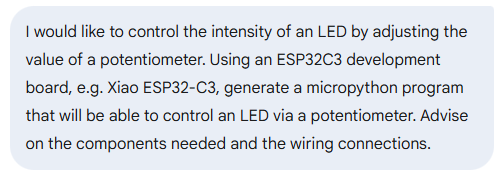 I would like to control the intensity of an LED by adjusting the
value of a potentiometer. Using an ESP32C3 development
board, e.g. Xiao ESP32-C3, generate a micropython program
that will be able to control an LED via a potentiometer. Advise
on the components needed and the wiring connections.